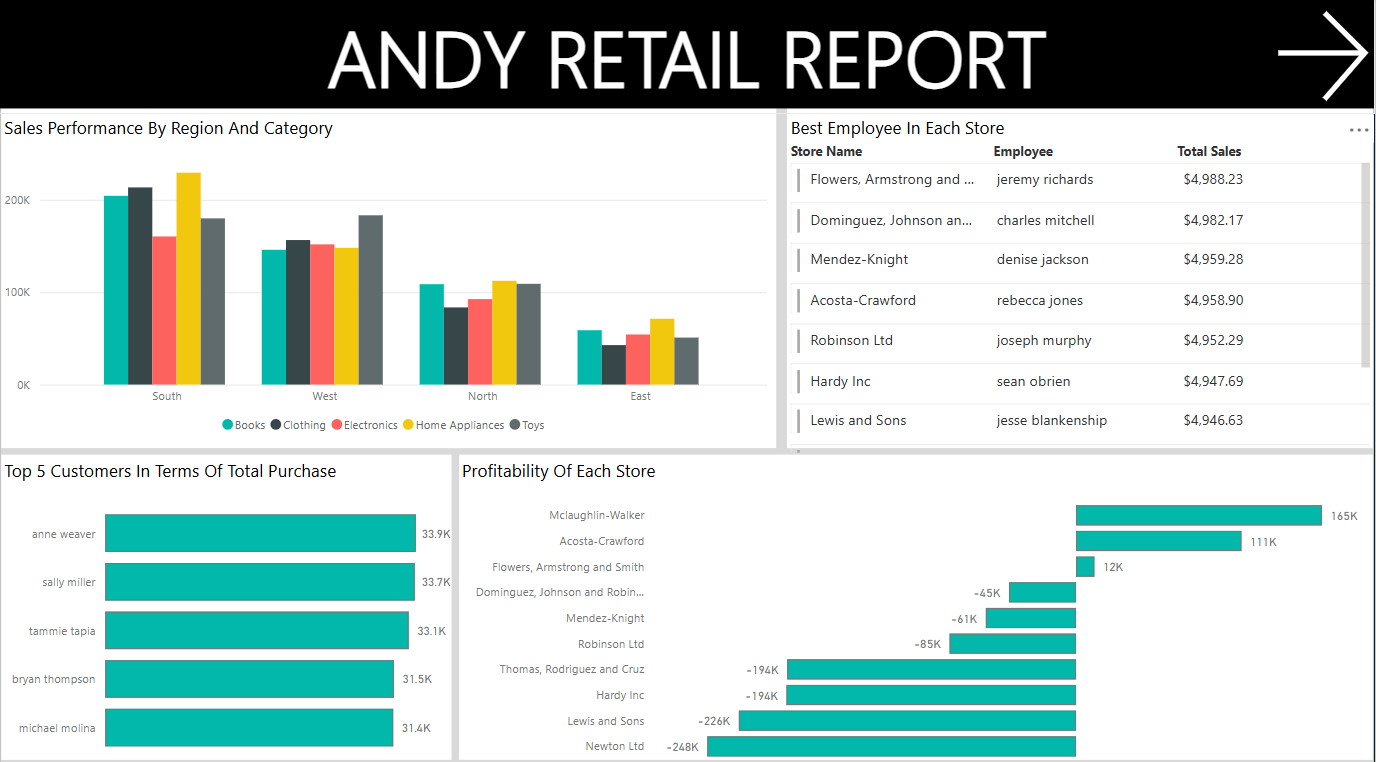 ANDY RETAIL REPORT
Sales Performance By Region And Category
200K
100K
0K
South West North East
Books Clothing Electronics Home Appliances Toys
Best Employee In Each Store
Store Name Employee Total Sales
Flowers, Armstrong and ... jeremy richards $4,988.23
Dominguez, Johnson an... charles mitchell $4,982.17
Mendez-Knight denise jackson $4,959.28
Acosta-Crawford rebecca jones $4,958.90
Robinson Ltd joseph murphy $4,952.29
Hardy Inc sean obrien $4,947.69
Lewis and Sons jesse blankenship $4,946.63
Top 5 Customers In Terms Of Total Purchase
anne weaver 33.9K
sally miller 33.7K
tammie tapia 33.1K
bryan thompson 31.5K
michael molina 31.4K
Profitability Of Each Store
Mclaughlin-Walker 165K
Acosta-Crawford 111K
Flowers, Armstrong and Smith 12K
Dominguez, Johnson and Robin... -45K
Mendez-Knight -61K
Robinson Ltd -85K
Thomas, Rodriguez and Cruz -194K
Hardy Inc -194K
Lewis and Sons -226K
Newton Ltd -248K